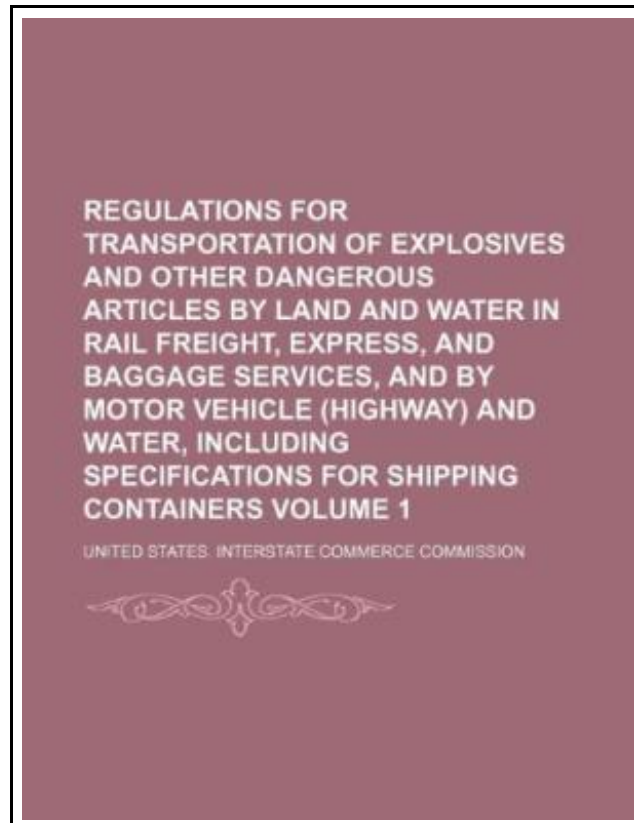 REGULATIONS FOR
TRANSPORTATION OF EXPLOSIVES
AND OTHER DANGEROUS
ARTICLES BY LAND AND WATER IN
RAIL FREIGHT, EXPRESS, AND
BAGGAGE SERVICES, AND BY
MOTOR VEHICLE (HIGHWAY) AND
WATER, INCLUDING
SPECIFICATIONS FOR SHIPPING
CONTAINERS VOLUME 1
UNITED STATES. INTERSTATE COMMERCE COMMISSION